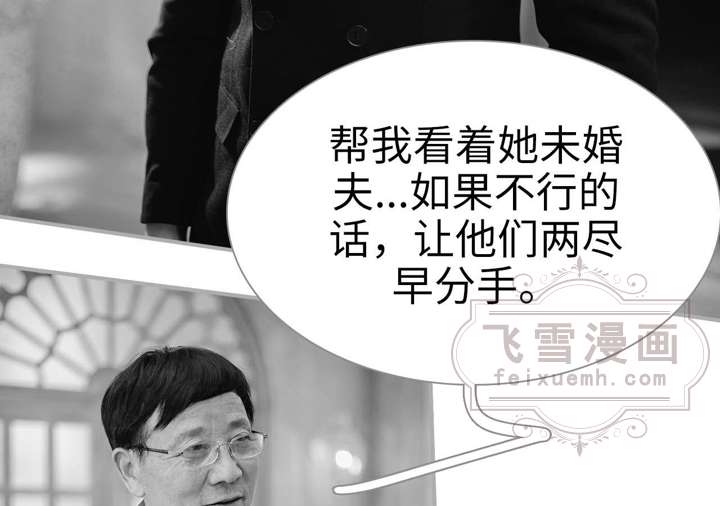 帮我看着她未婚
夫...如果不行的
话，让他们两尽
早分手。
飞雪漫画
feixuemh.com